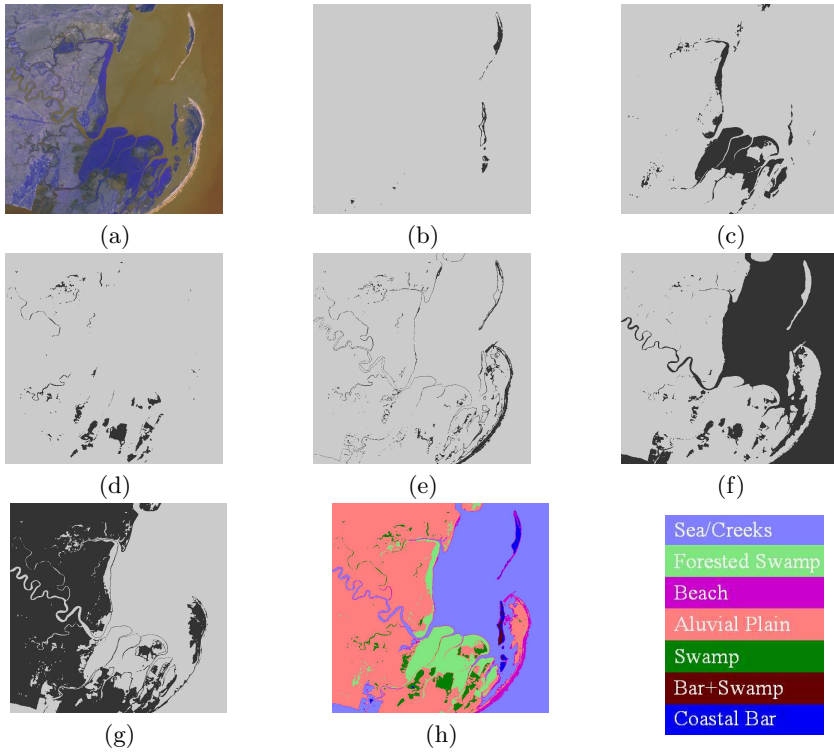 (a)
(b)
(c)
(d)
(e)
(f)
(g)
(h)
Sea/Creeks
Forested Swamp
Beach
Aluvial Plain
Swamp
Bar+Swamp
Coastal Bar